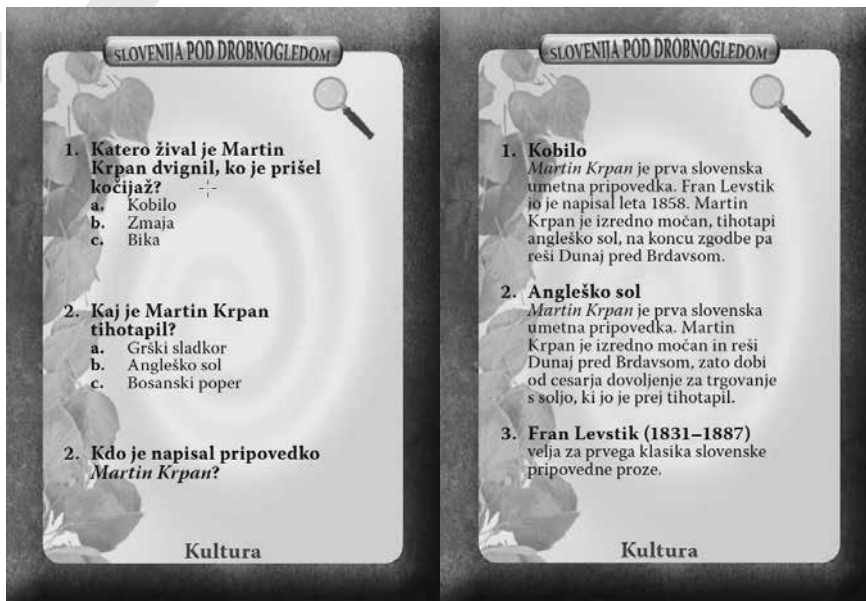 SLOVENIJA POD DROBNOGLEDOM
1. Katero žival je Martin
Krpan dvignil, ko je prišel
kočijaž?
a. Kobilo
b. Zmaja
c. Bika
2. Kaj je Martin Krpan
tihotapil?
a. Grški sladkor
b. Angleško sol
c. Bosanski poper
2. Kdo je napisal pripovedko
Martin Krpan?
Kultura
SLOVENIJA POD DROBNOGLEDOM
1. Kobilo
Martin Krpan je prva slovenska
umetna pripovedka. Fran Levstik
jo je napisal leta 1858. Martin
Krpan je izredno močan, tihotapi
angleško sol, na koncu zgodbe pa
reši Dunaj pred Brdavsom.
2. Angleško sol
Martin Krpan je prva slovenska
umetna pripovedka. Martin
Krpan je izredno močan in reši
Dunaj pred Brdavsom, zato dobi
od cesarja dovoljenje za trgovanje
s soljo, ki jo je prej tihotapil.
3. Fran Levstik (1831–1887)
velja za prvega klasika slovenske
pripovedne proze.
Kultura